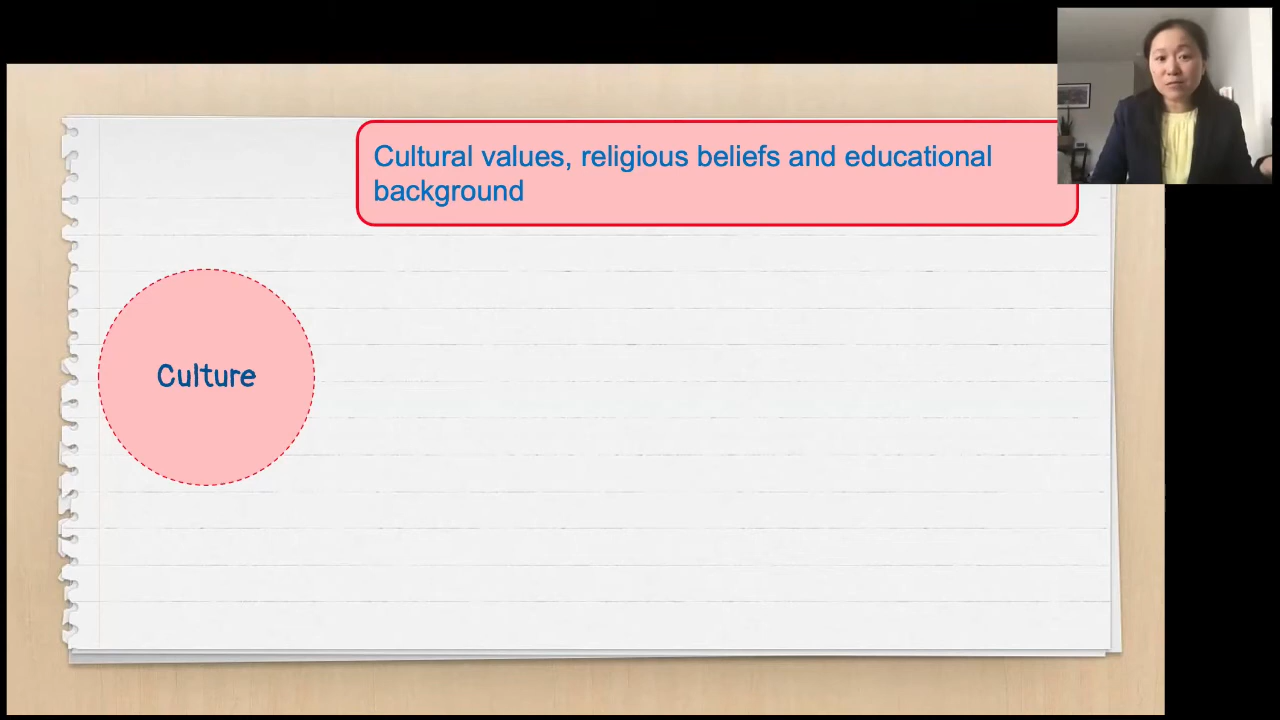 Cultural values, religious beliefs and educational
background
Culture